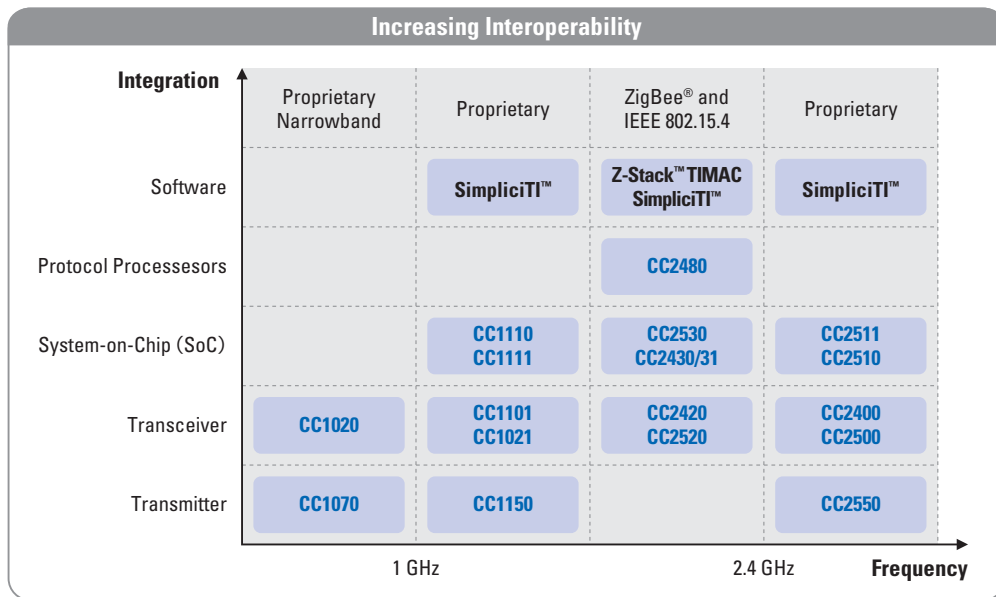 Increasing Interoperability
Integration
Proprietary
Narrowband
Proprietary
ZigBee® and
IEEE 802.15.4
Proprietary
Software
SimpliciTI™
Z-Stack™ TIMAC
SimpliciTI™
SimpliciTI™
Protocol Processesors
CC2480
System-on-Chip (SoC)
CC1110
CC1111
CC2530
CC2430/31
CC2511
CC2510
Transceiver
CC1020
CC1101
CC1021
CC2420
CC2520
CC2400
CC2500
Transmitter
CC1070
CC1150
CC2550
1 GHz
2.4 GHz
Frequency